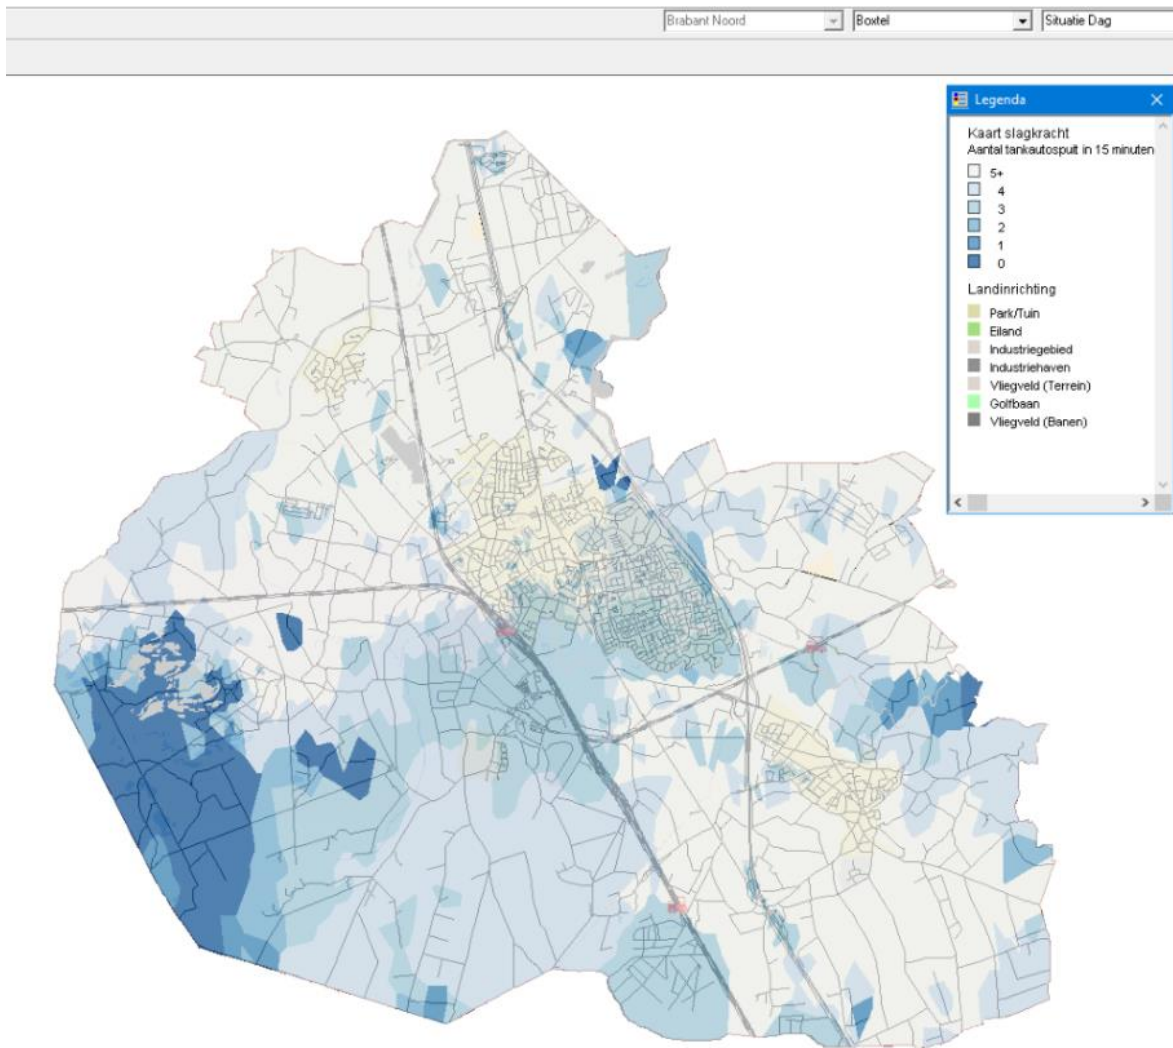 Brabant Noord
Boxtel
Situatie Dag
Legenda
Kaart slagkracht
Aantal tankautospuit in 15 minuten
5+
4
3
2
1
0
Landinrichting
Park/Tuin
Eiland
Industriegebied
Industriehaven
Vliegveld (Terrein)
Golfbaan
Vliegveld (Banen)